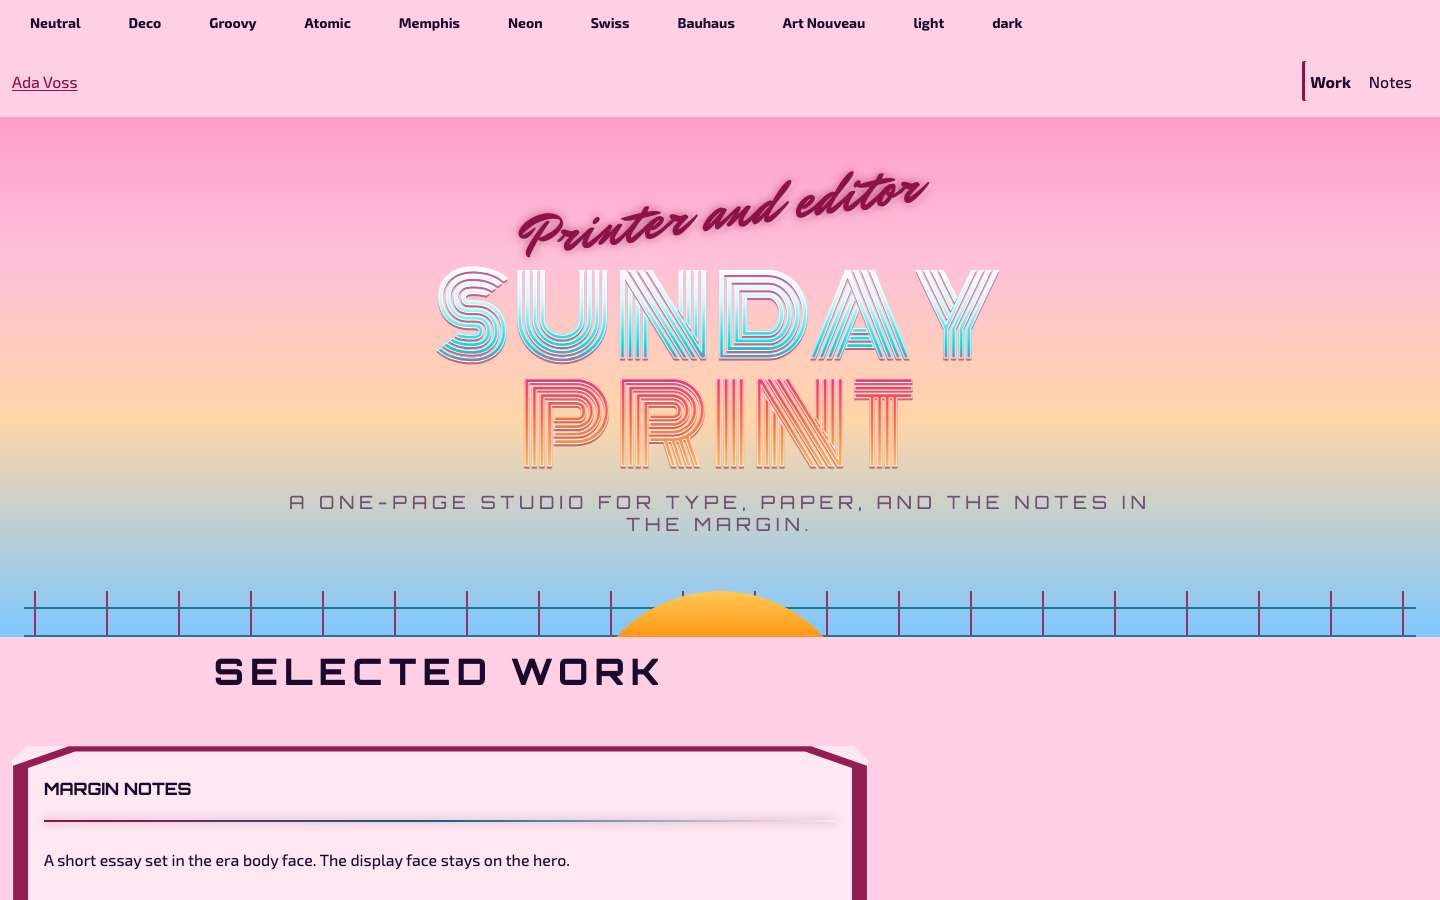 Neutral Deco Groovy Atomic Memphis Neon Swiss Bauhaus Art Nouveau light dark
Ada Voss Work Notes
Printer and editor
SUNDAY
PRINT
A ONE-PAGE STUDIO FOR TYPE, PAPER, AND THE NOTES IN
THE MARGIN.
SELECTED WORK
MARGIN NOTES
A short essay set in the era body face. The display face stays on the hero.